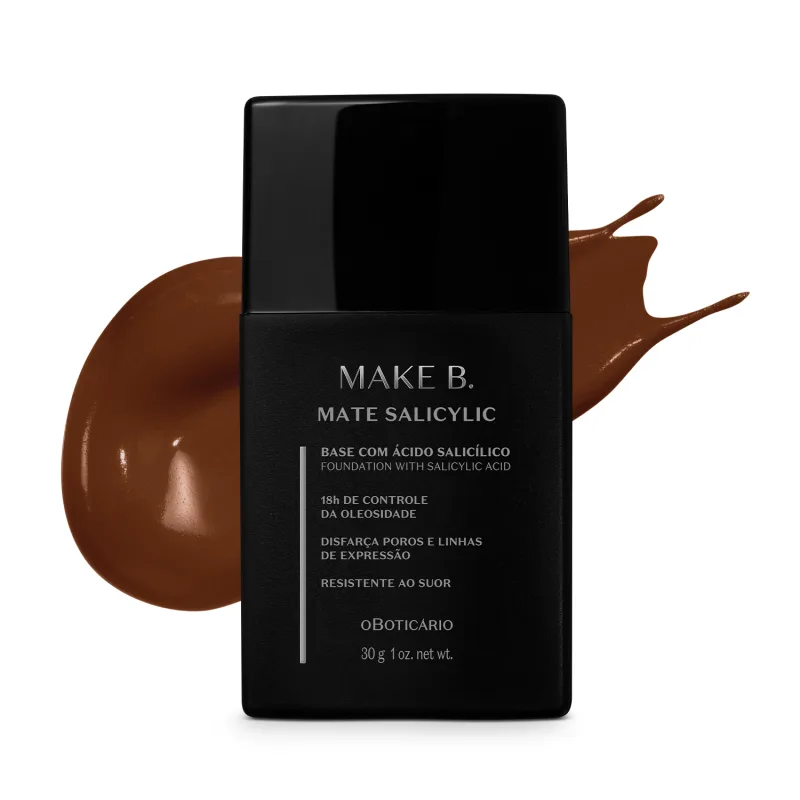 MAKE B.
MATE SALICYLIC
BASE COM ÁCIDO SALICÍLICO
FOUNDATION WITH SALICYLIC ACID
18h DE CONTROLE
DA OLEOSIDADE
DISFARÇA POROS E LINHAS
DE EXPRESSÃO
RESISTENTE AO SUOR
oBOTICÁRIO
30 g 1 oz. net wt.